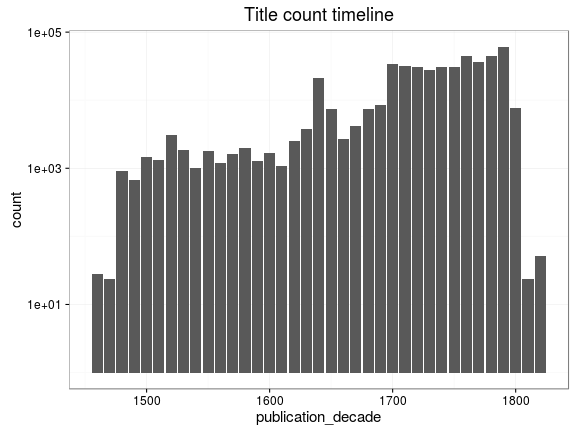 Title count timeline
1e+05
1e+03
1e+01
count
1500 1600 1700 1800
publication_decade